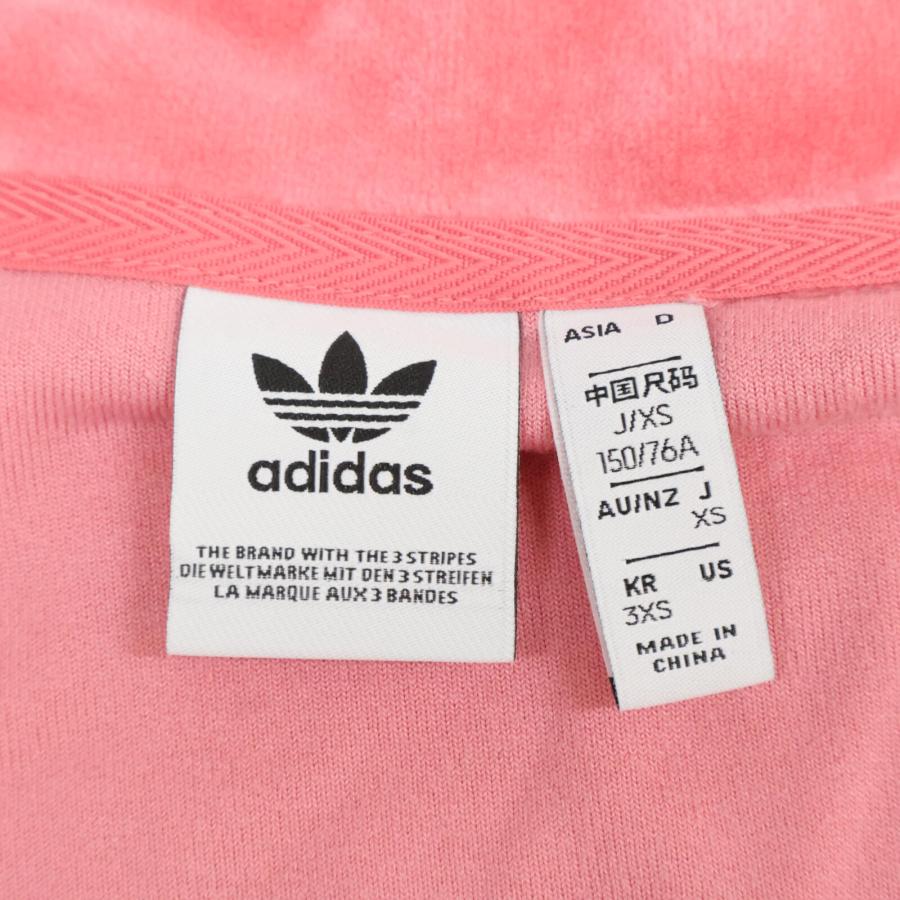 adidas
THE BRAND WITH THE 3 STRIPES
DIE WELTMARKE MIT DEN 3 STREIFEN
LA MARQUE AUX 3 BANDES
ASIA D
中国尺码
J/XS
150/76A
AU/NZ J
XS
KR US
3XS
MADE IN
CHINA